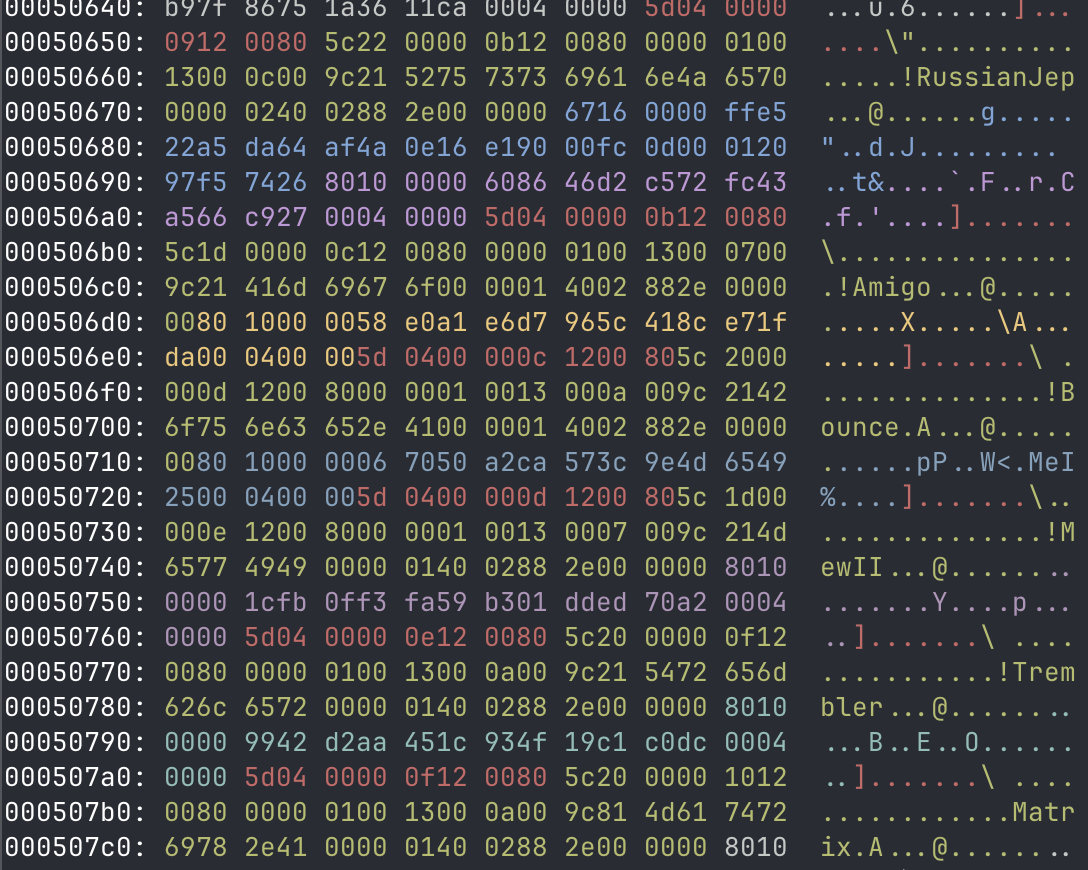 00050640: b97f 8675 1a36 11ca 0004 0000 5d04 0000  ...u.6......]...
00050650: 0912 0080 5c22 0000 0b12 0080 0000 0100  ....\"..........
00050660: 1300 0c00 9c21 5275 7373 6961 6e4a 6570  .....!RussianJep
00050670: 0000 0240 0288 2e00 0000 6716 0000 ffe5  ...@......g.....
00050680: 22a5 da64 af4a 0e16 e190 00fc 0d00 0120  "..d.J.........
00050690: 97f5 7426 8010 0000 6086 46d2 c572 fc43  ..t&....`.F..r.C
000506a0: a566 c927 0004 0000 5d04 0000 0b12 0080  .f.'....].......
000506b0: 5c1d 0000 0c12 0080 0000 0100 1300 0700  \...............
000506c0: 9c21 416d 6967 6f00 0001 4002 882e 0000  .!Amigo...@.....
000506d0: 0080 1000 0058 e0a1 e6d7 965c 418c e71f  .....X.....\A...
000506e0: da00 0400 005d 0400 000c 1200 805c 2000  .....].......\ .
000506f0: 000d 1200 8000 0001 0013 000a 009c 2142  ..............!B
00050700: 6f75 6e63 652e 4100 0001 4002 882e 0000  ounce.A...@.....
00050710: 0080 1000 0006 7050 a2ca 573c 9e4d 6549  ......pP..W<.MeI
00050720: 2500 0400 005d 0400 000d 1200 805c 1d00  %....].......\..
00050730: 000e 1200 8000 0001 0013 0007 009c 214d  ..............!M
00050740: 6577 4949 0000 0140 0288 2e00 0000 8010  ewII...@........
00050750: 0000 1cfb 0ff3 fa59 b301 dded 70a2 0004  .......Y....p...
00050760: 0000 5d04 0000 0e12 0080 5c20 0000 0f12  ..].......\ ....
00050770: 0080 0000 0100 1300 0a00 9c21 5472 656d  ...........!Trem
00050780: 626c 6572 0000 0140 0288 2e00 0000 8010  bler...@........
00050790: 0000 9942 d2aa 451c 934f 19c1 c0dc 0004  ...B..E..O......
000507a0: 0000 5d04 0000 0f12 0080 5c20 0000 1012  ..].......\ ....
000507b0: 0080 0000 0100 1300 0a00 9c81 4d61 7472  ............Matr
000507c0: 6978 2e41 0000 0140 0288 2e00 0000 8010  ix.A...@........